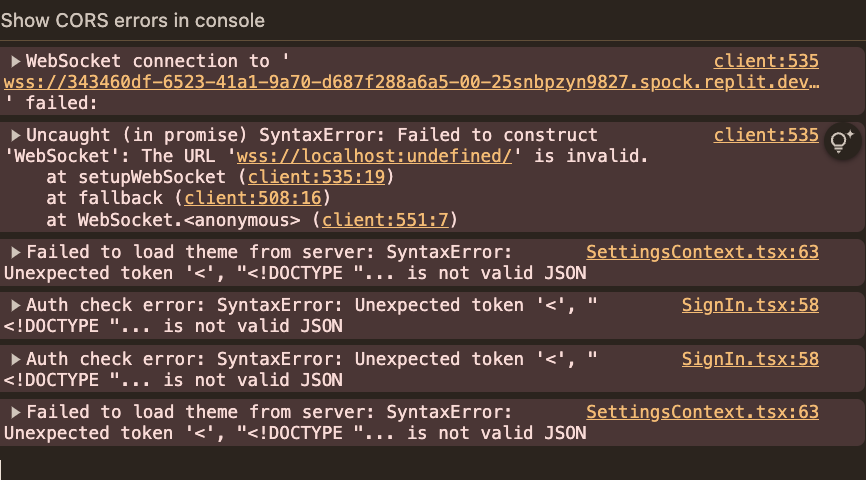 Show CORS errors in console
WebSocket connection to ' client:535
wss://343460df-6523-41a1-9a70-d687f288a6a5-00-25snbpzyn9827.spock.replit.dev…
' failed:
Uncaught (in promise) SyntaxError: Failed to construct client:535
'WebSocket': The URL 'wss://localhost:undefined/' is invalid.
at setupWebSocket (client:535:19)
at fallback (client:508:16)
at WebSocket.<anonymous> (client:551:7)
Failed to load theme from server: SyntaxError: SettingsContext.tsx:63
Unexpected token '<', "<!DOCTYPE "... is not valid JSON
Auth check error: SyntaxError: Unexpected token '<', " SignIn.tsx:58
<!DOCTYPE "... is not valid JSON
Auth check error: SyntaxError: Unexpected token '<', " SignIn.tsx:58
<!DOCTYPE "... is not valid JSON
Failed to load theme from server: SyntaxError: SettingsContext.tsx:63
Unexpected token '<', "<!DOCTYPE "... is not valid JSON